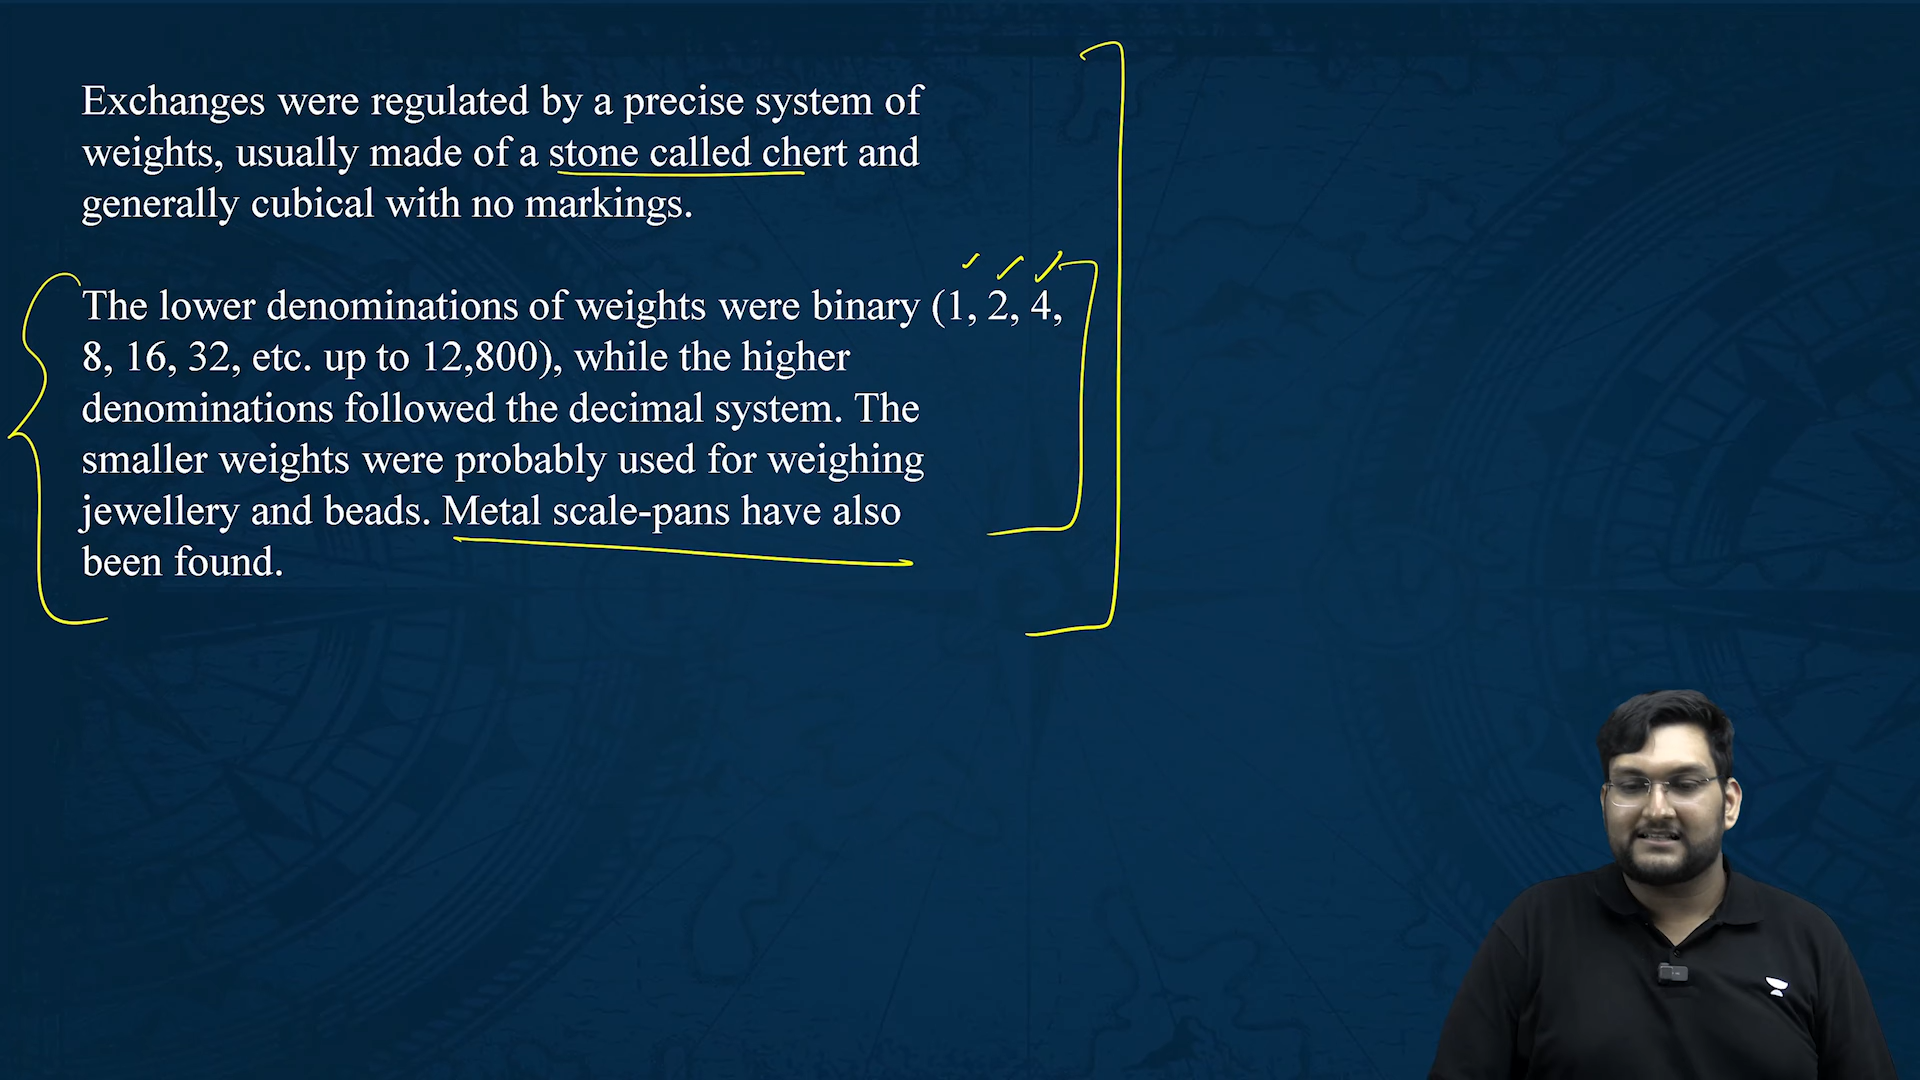 Exchanges were regulated by a precise system of
weights, usually made of a stone called chert and
generally cubical with no markings.
The lower denominations of weights were binary (1, 2, 4,
8, 16, 32, etc. up to 12,800), while the higher
denominations followed the decimal system. The
smaller weights were probably used for weighing
jewellery and beads. Metal scale-pans have also
been found.